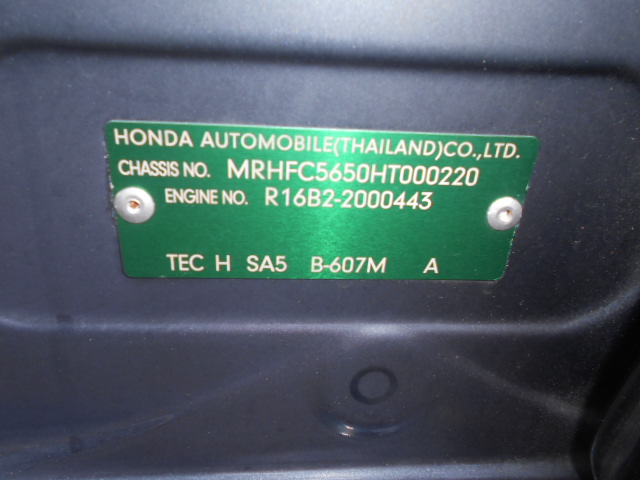 HONDA AUTOMOBILE(THAILAND)CO.,LTD.
CHASSIS NO. MRHFC5650HT000220
ENGINE NO. R16B2-2000443
TEC H SA5 B-607M A